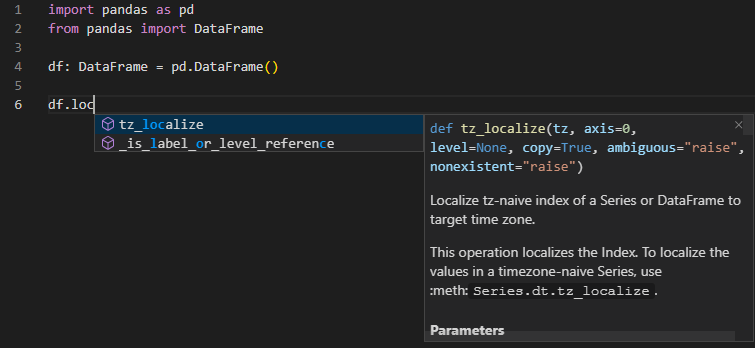 1 import pandas as pd
2 from pandas import DataFrame
3
4 df: DataFrame = pd.DataFrame()
5
6 df.loc
tz_localize
_is_label_or_level_reference
def tz_localize(tz, axis=0,
level=None, copy=True, ambiguous="raise",
nonexistent="raise")
Localize tz-naive index of a Series or DataFrame to
target time zone.
This operation localizes the Index. To localize the
values in a timezone-naive Series, use
:meth: Series.dt.tz_localize .
Parameters